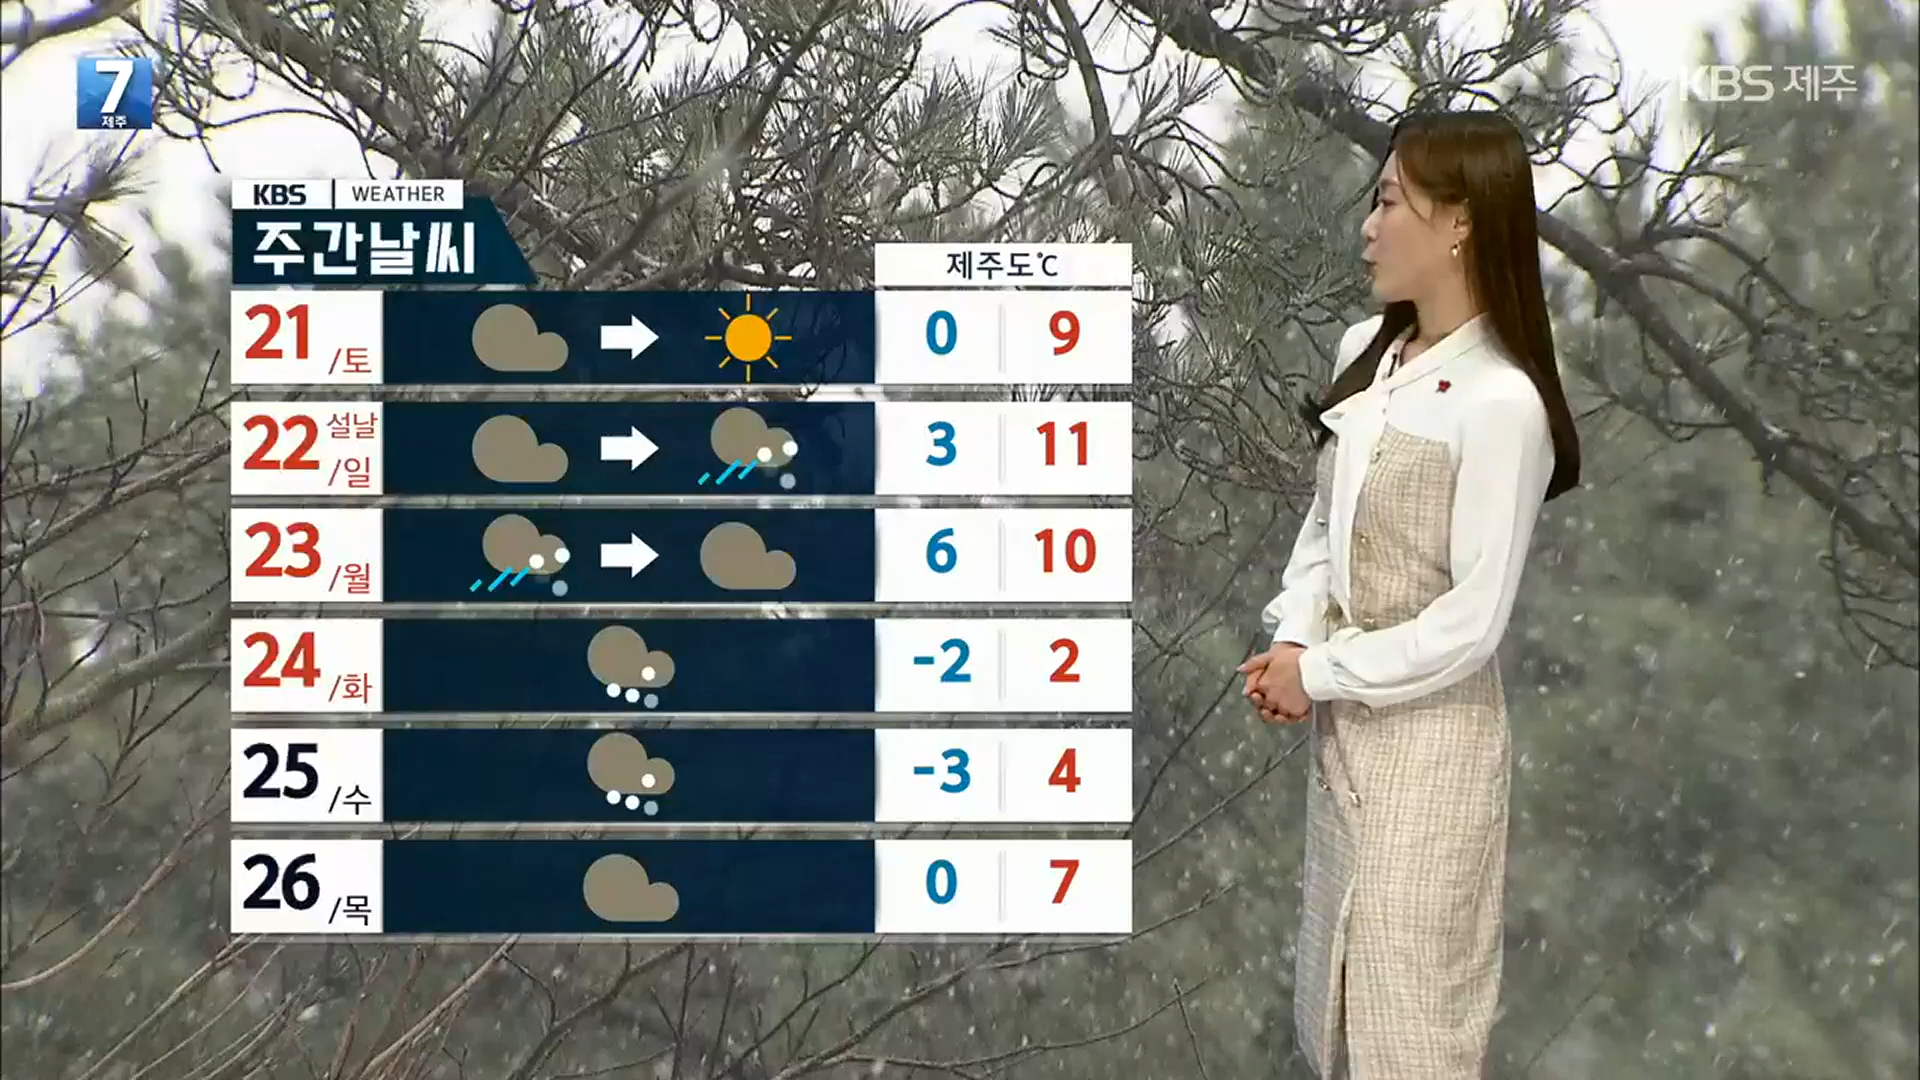 7
제주
KBS 제주
KBS | WEATHER
주간날씨
제주도℃
21 /토 0 9
22 설날 /일 3 11
23 /월 6 10
24 /화 -2 2
25 /수 -3 4
26 /목 0 7